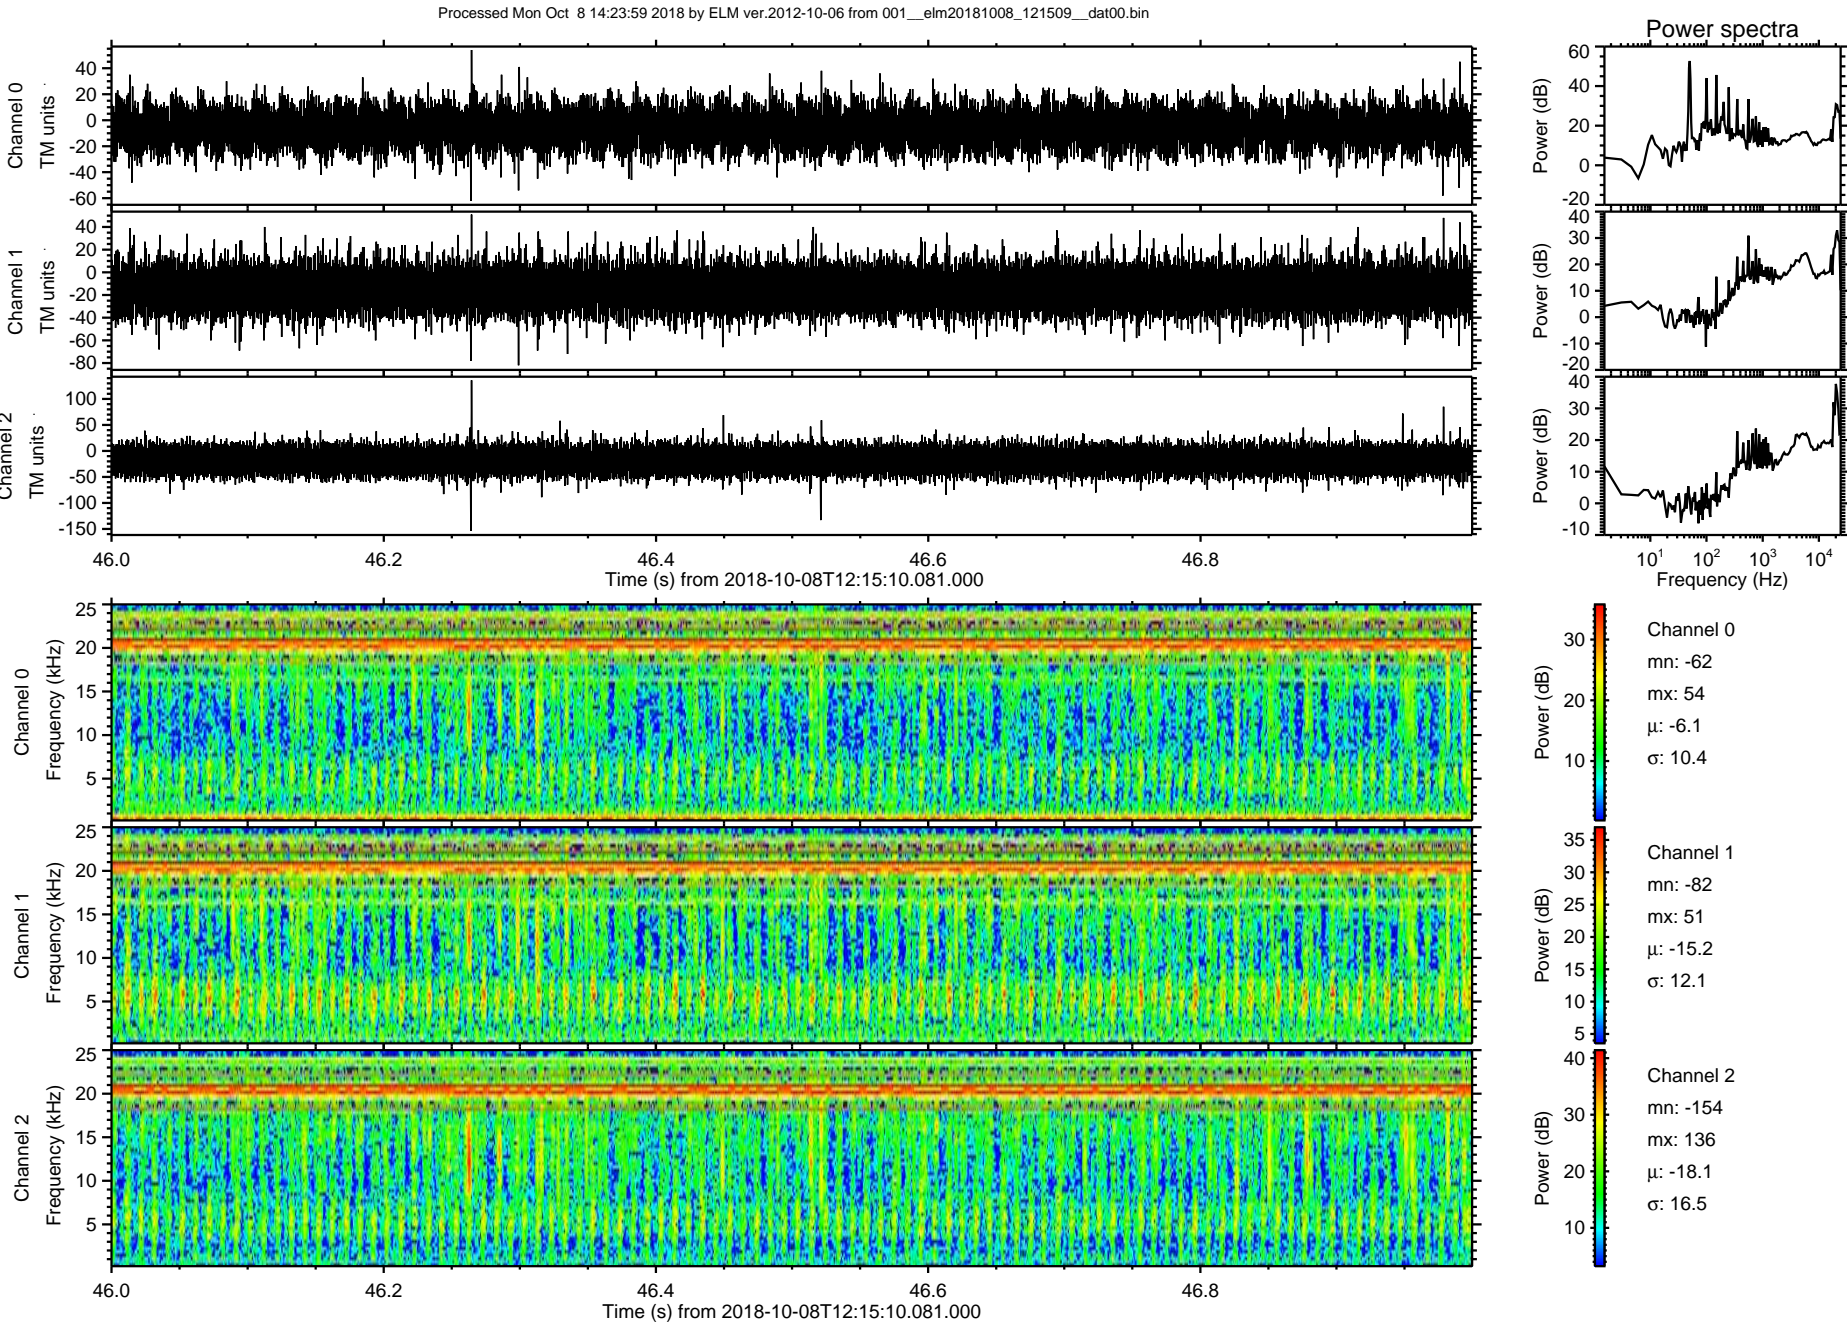 Processed Mon Oct 8 14:23:59 2018 by ELM ver.2012-10-06 from 001__elm20181008_121509__dat00.bin
Power spectra
Channel 0
TM units
40
20
0
-20
-40
-60
Power (dB)
60
40
20
0
-20
Channel 1
TM units
40
20
0
-20
-40
-60
-80
Power (dB)
40
30
20
10
0
-10
-20
Channel 2
TM units
100
50
0
-50
-100
-150
Power (dB)
40
30
20
10
0
-10
46.0 46.2 46.4 46.6 46.8
Time (s) from 2018-10-08T12:15:10.081.000
10^1 10^2 10^3 10^4
Frequency (Hz)
Channel 0
Frequency (kHz)
25
20
15
10
5
Power (dB)
30
20
10
Channel 0
mn: -62
mx: 54
μ: -6.1
σ: 10.4
Channel 1
Frequency (kHz)
25
20
15
10
5
Power (dB)
35
30
25
20
15
10
5
Channel 1
mn: -82
mx: 51
μ: -15.2
σ: 12.1
Channel 2
Frequency (kHz)
25
20
15
10
5
Power (dB)
40
30
20
10
Channel 2
mn: -154
mx: 136
μ: -18.1
σ: 16.5
46.0 46.2 46.4 46.6 46.8
Time (s) from 2018-10-08T12:15:10.081.000